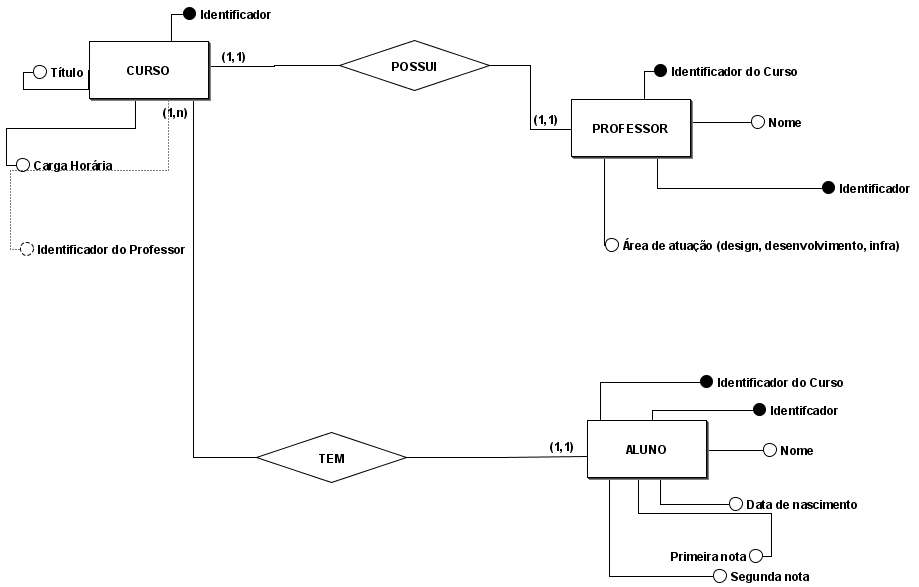 Identificador
CURSO
Título
(1,1)
POSSUI
(1,n)
(1,1)
Identificador do Curso
PROFESSOR
Nome
Identificador
Área de atuação (design, desenvolvimento, infra)
Carga Horária
Identificador do Professor
Identificador do Curso
Identifcador
TEM
(1,1)
ALUNO
Nome
Data de nascimento
Primeira nota
Segunda nota